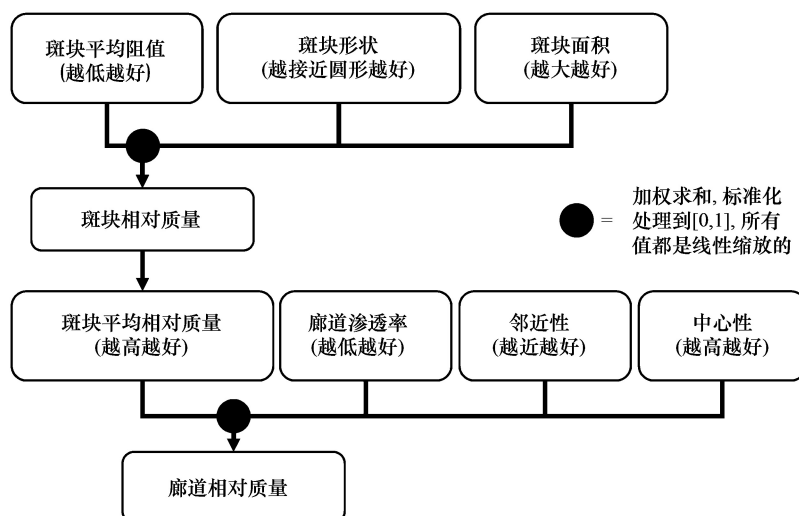 斑块平均阻值
(越低越好)
斑块形状
(越接近圆形越好)
斑块面积
(越大越好)
斑块相对质量
=
加权求和, 标准化
处理到[0,1], 所有
值都是线性缩放的
斑块平均相对质量
(越高越好)
廊道渗透率
(越低越好)
邻近性
(越近越好)
中心性
(越高越好)
廊道相对质量